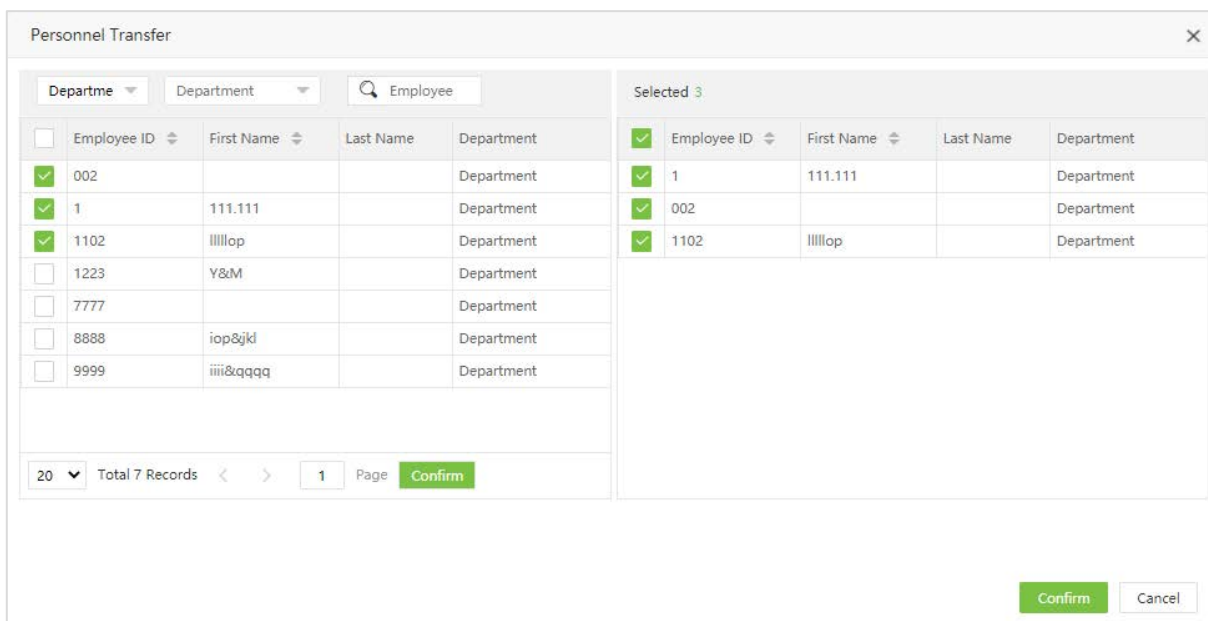 Personnel Transfer
Departme Department Employee
Employee ID First Name Last Name Department
002 Department
1 111.111 Department
1102 lllllop Department
1223 Y&M Department
7777 Department
8888 iop&jkl Department
9999 iiii&qqqq Department
20 Total 7 Records 1 Page Confirm
Selected 3
Employee ID First Name Last Name Department
1 111.111 Department
002 Department
1102 lllllop Department
Confirm Cancel